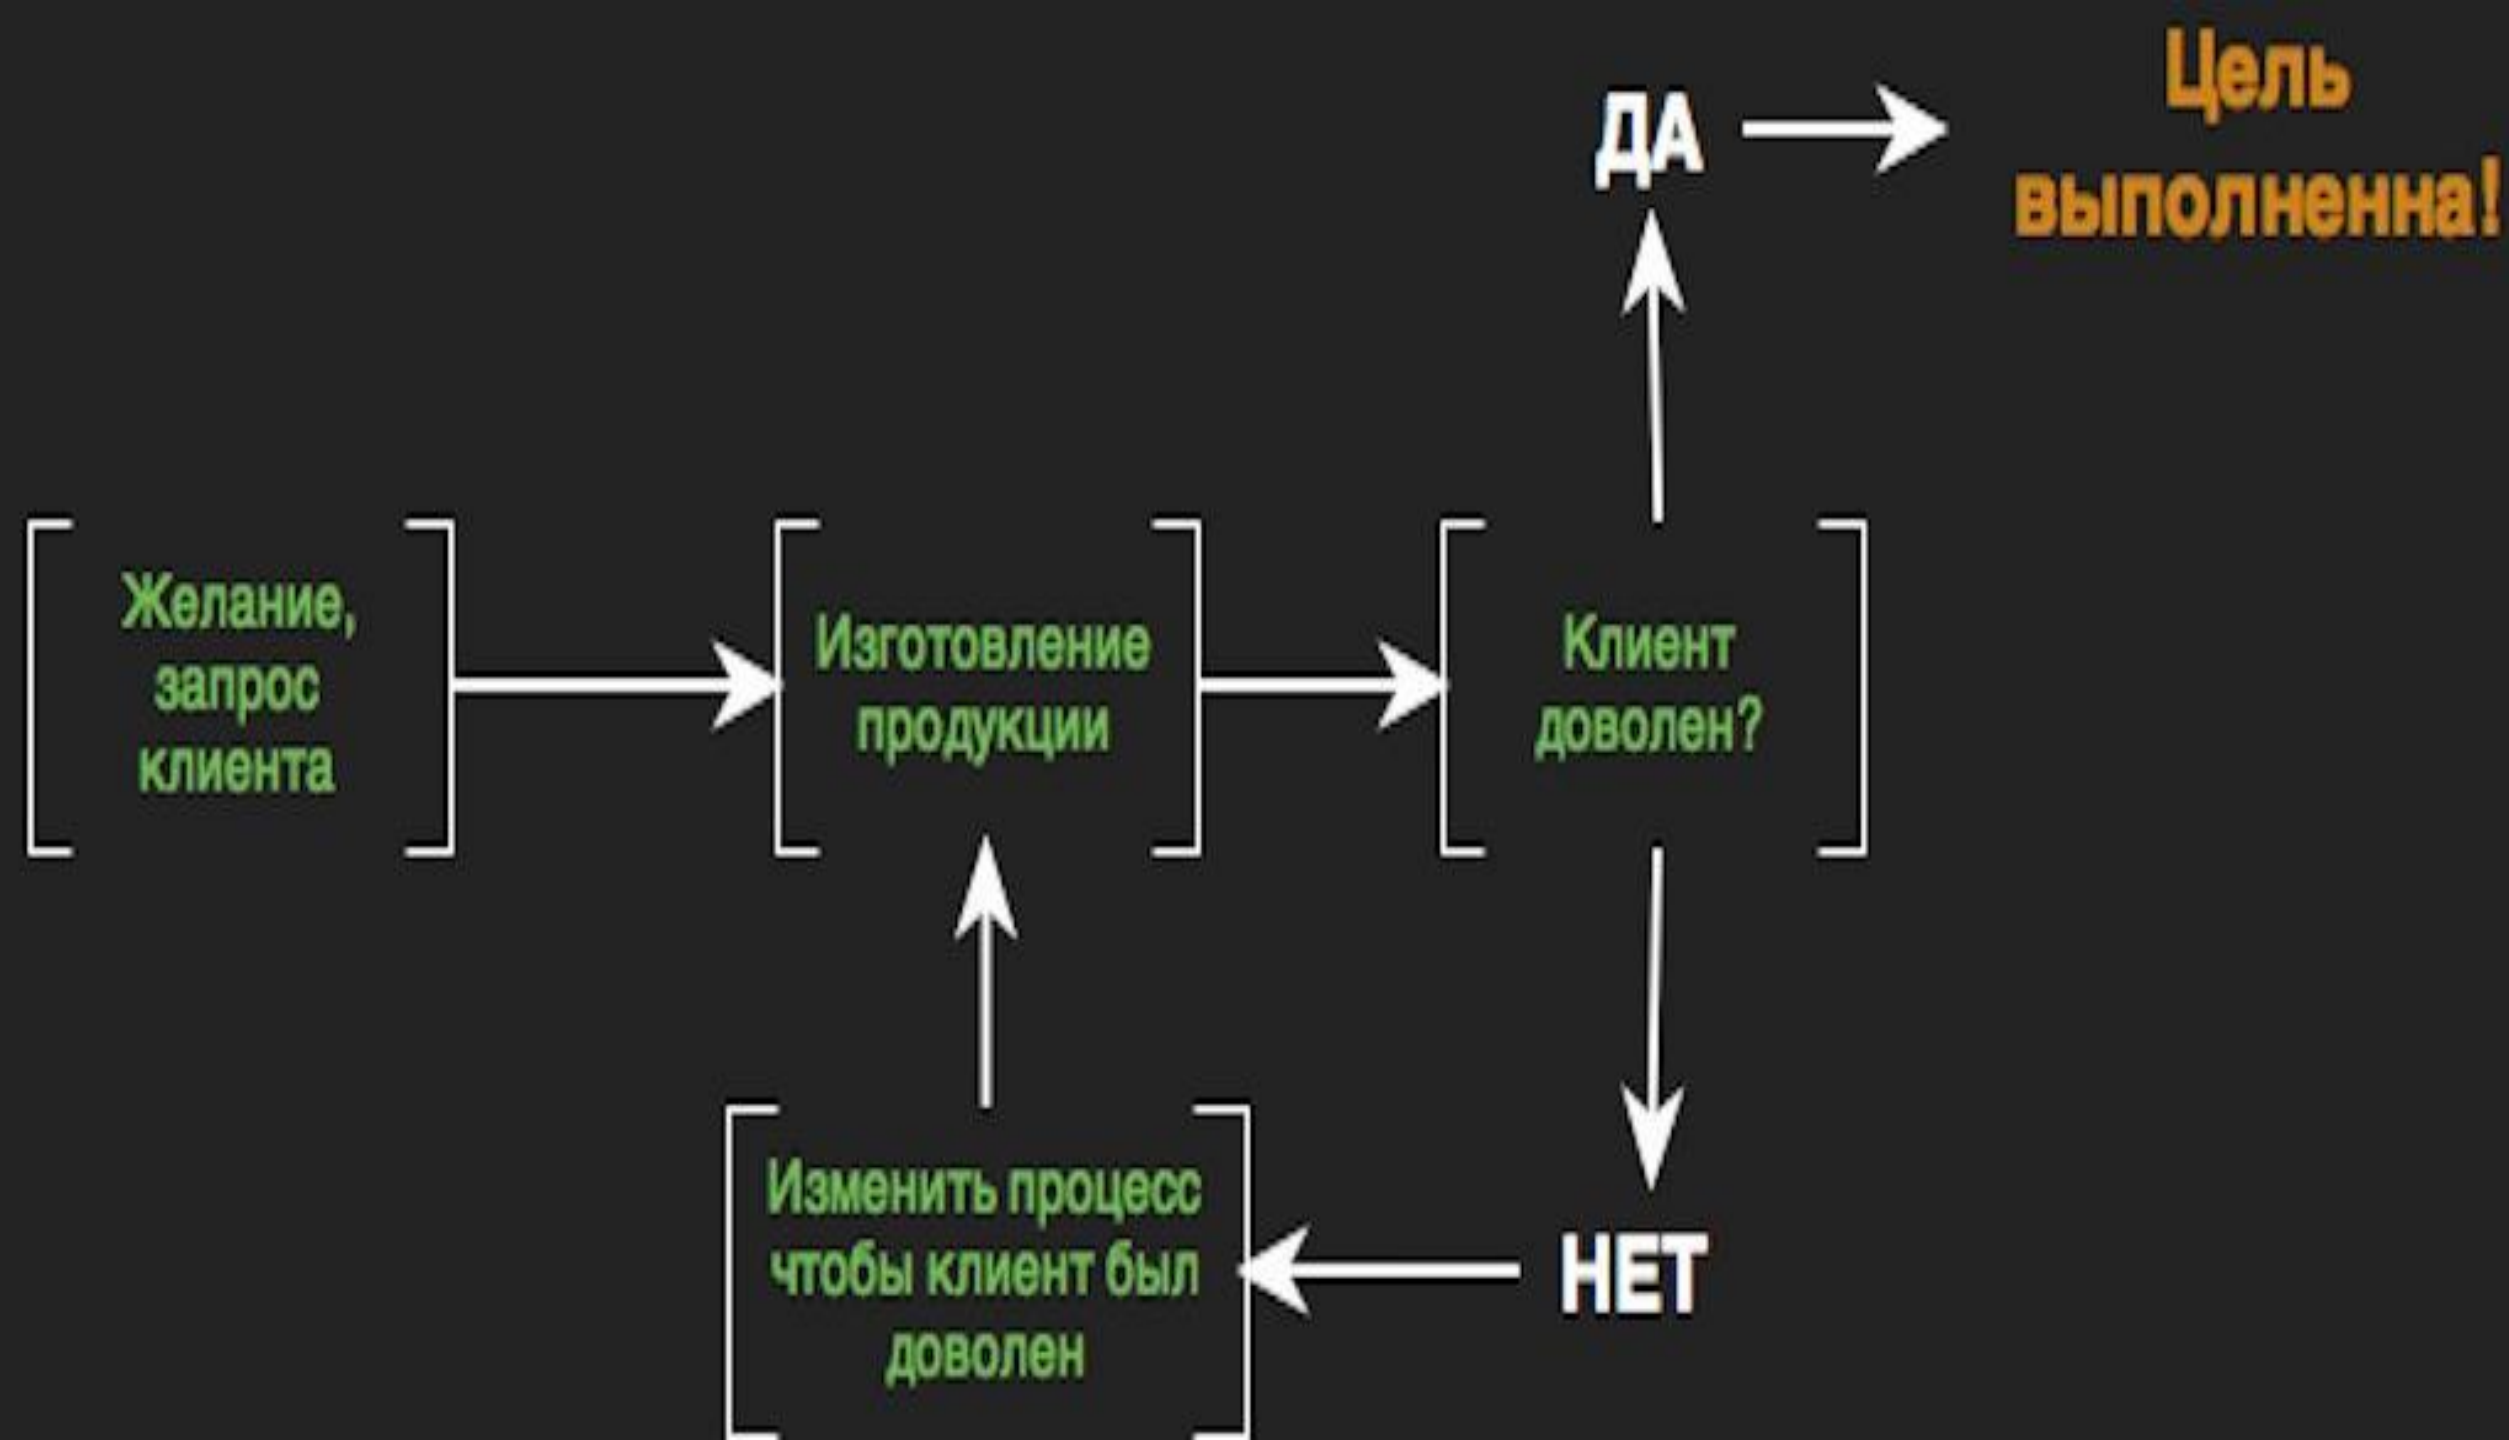 ДА
Цель
выполненна!
Желание,
запрос
клиента
Изготовление
продукции
Клиент
доволен?
Изменить процесс
чтобы клиент был
доволен
НЕТ